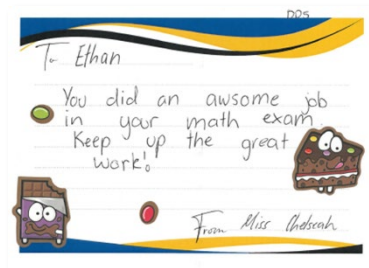 DDS
To Ethan
You did an awsome job
in your math exam.
Keep up the great
work!
From Miss Chelseah